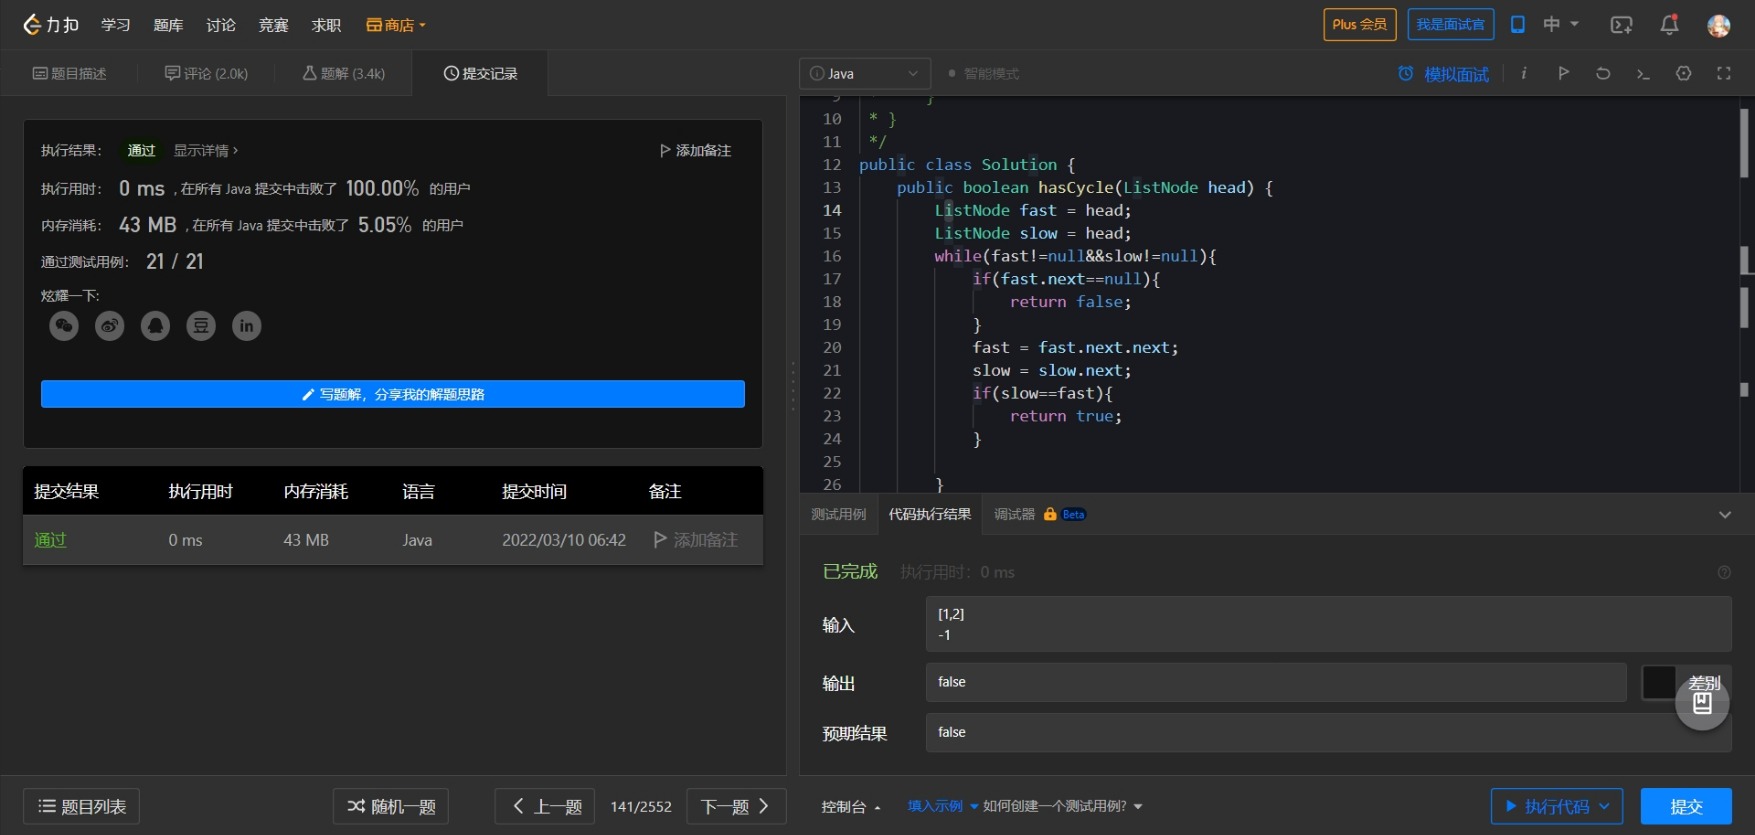 力扣 学习 题库 讨论 竞赛 求职 商店 Plus 会员 我是面试官 中
题目描述 评论 (2.0k) 题解 (3.4k) 提交记录
执行结果： 通过 显示详情 > 添加备注
执行用时： 0 ms , 在所有 Java 提交中击败了 100.00% 的用户
内存消耗： 43 MB , 在所有 Java 提交中击败了 5.05% 的用户
通过测试用例： 21 / 21
炫耀一下:
写题解，分享我的解题思路
提交结果 执行用时 内存消耗 语言 提交时间 备注
通过 0 ms 43 MB Java 2022/03/10 06:42 添加备注
题目列表 随机一题 上一题 141/2552 下一题
Java 智能模式 模拟面试
9 * }
10 * }
11 */
12 public class Solution {
13 public boolean hasCycle(ListNode head) {
14 ListNode fast = head;
15 ListNode slow = head;
16 while(fast!=null&&slow!=null){
17 if(fast.next==null){
18 return false;
19 }
20 fast = fast.next.next;
21 slow = slow.next;
22 if(slow==fast){
23 return true;
24 }
25
26 }
测试用例 代码执行结果 调试器 Beta
已完成 执行用时：0 ms
输入
[1,2]
-1
输出 false 差别
预期结果 false
控制台 填入示例 如何创建一个测试用例? 执行代码 提交